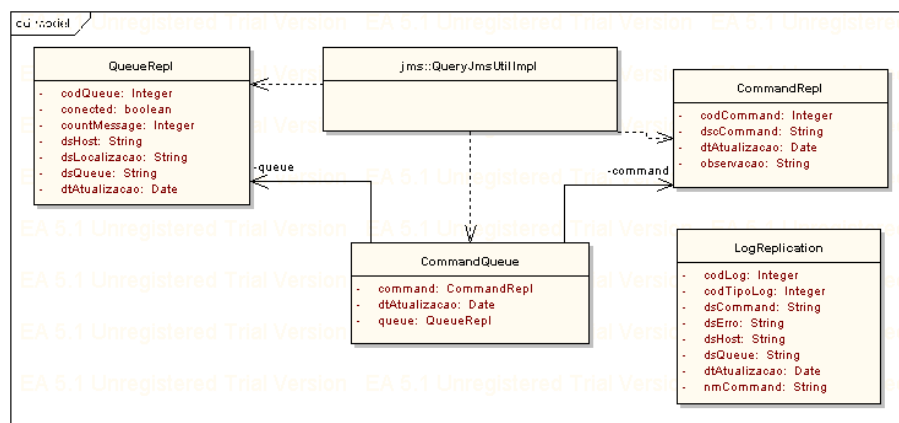 cd Model
QueueRepl
- codQueue: Integer
- conected: boolean
- countMessage: Integer
- dsHost: String
- dsLocalizacao: String
- dsQueue: String
- dtAtualizacao: Date
jms::QueryJmsUtilImpl
CommandRepl
- codCommand: Integer
- dscCommand: String
- dtAtualizacao: Date
- observacao: String
-queue
-command
CommandQueue
- command: CommandRepl
- dtAtualizacao: Date
- queue: QueueRepl
LogReplication
- codLog: Integer
- codTipoLog: Integer
- dsCommand: String
- dsErro: String
- dsHost: String
- dsQueue: String
- dtAtualizacao: Date
- nmCommand: String
EA 5.1 Unregistered Trial Version